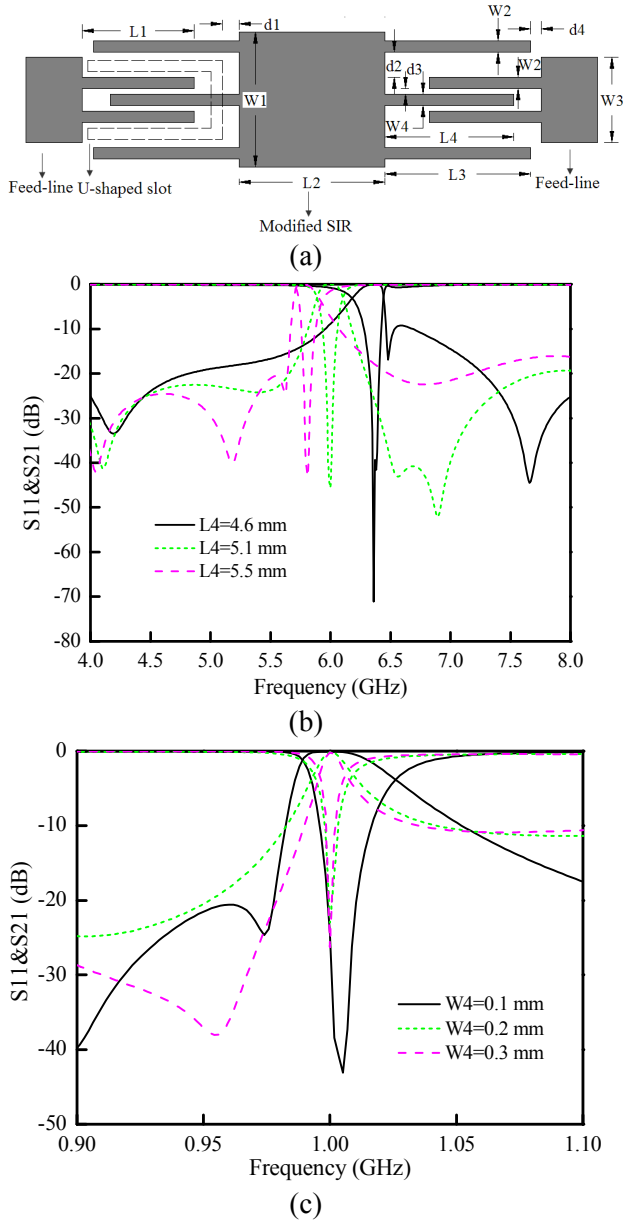 L1
d1
W2
d4
W1
d2
d3
W2
W3
W4
L4
L2
L3
Feed-line
U-shaped slot
Modified SIR
Feed-line
(a)
S11&S21 (dB)
0
-10
-20
-30
-40
-50
-60
-70
-80
L4=4.6 mm
L4=5.1 mm
L4=5.5 mm
4.0 4.5 5.0 5.5 6.0 6.5 7.0 7.5 8.0
Frequency (GHz)
(b)
S11&S21 (dB)
0
-10
-20
-30
-40
-50
W4=0.1 mm
W4=0.2 mm
W4=0.3 mm
0.90 0.95 1.00 1.05 1.10
Frequency (GHz)
(c)